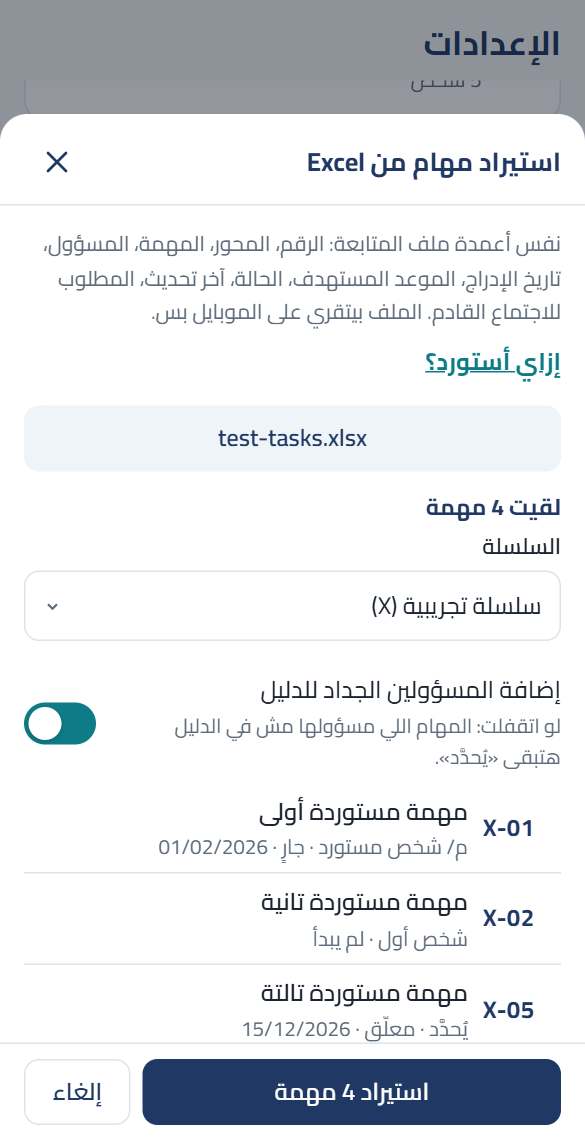 الإعدادات
استيراد مهام من Excel
نفس أعمدة ملف المتابعة: الرقم، المحور، المهمة، المسؤول،
تاريخ الإدراج، الموعد المستهدف، الحالة، آخر تحديث، المطلوب
للاجتماع القادم. الملف بيتقري على الموبايل بس.
إزاي أستورد؟
test-tasks.xlsx
لقيت 4 مهمة
السلسلة
سلسلة تجريبية (X)
إضافة المسؤولين الجداد للدليل
لو اتقفلت: المهام اللي مسؤولها مش في الدليل
هتبقى «يُحدَّد».
X-01
مهمة مستوردة أولى
م/ شخص مستورد · جارٍ · 01/02/2026
X-02
مهمة مستوردة تانية
شخص أول · لم يبدأ
X-05
مهمة مستوردة تالتة
يُحدَّد · معلّق · 15/12/2026
استيراد 4 مهمة
إلغاء